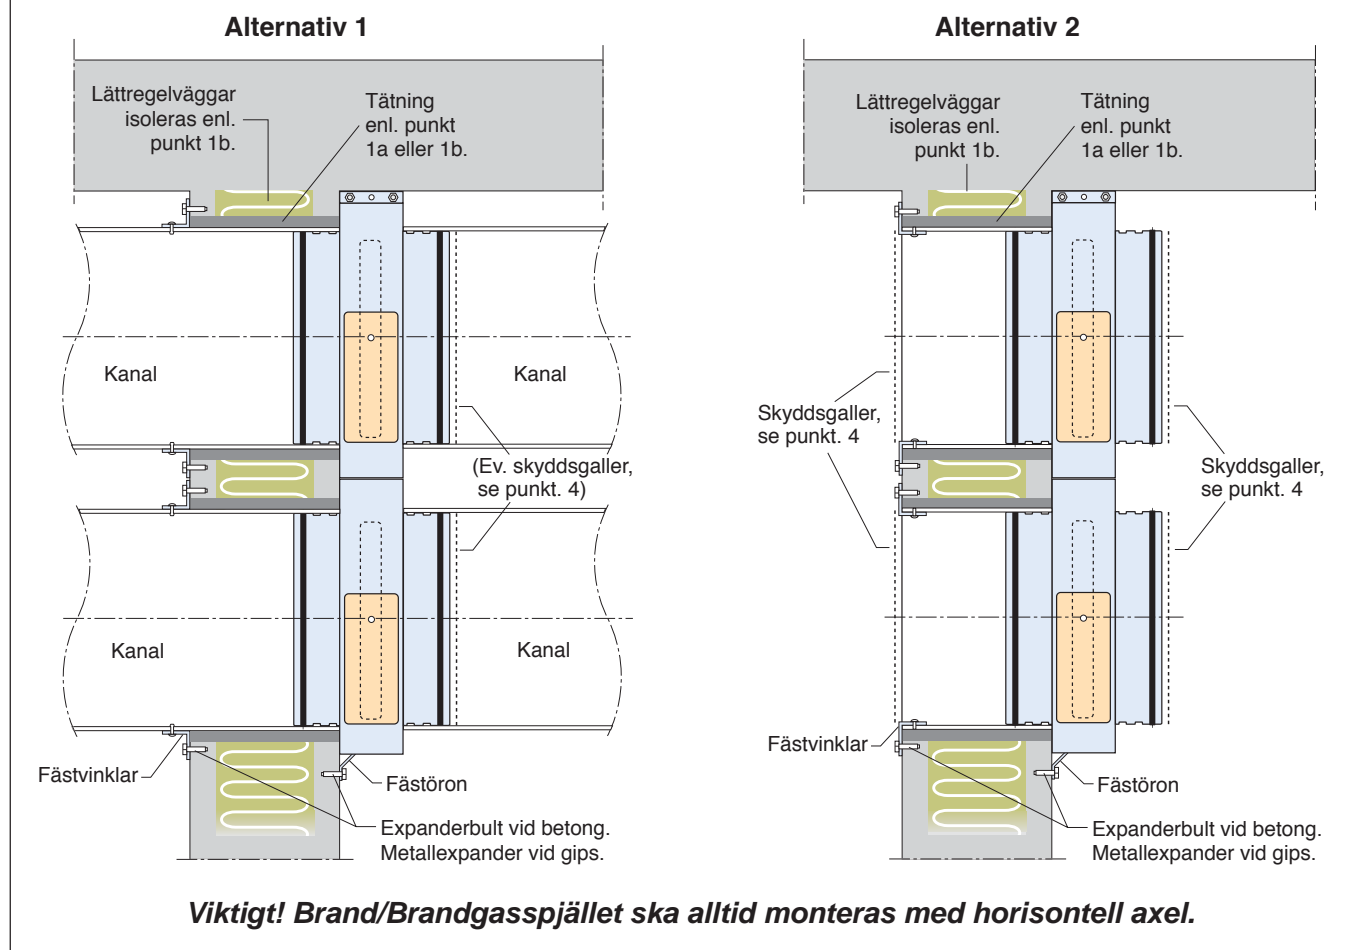 Alternativ 1
Lättregelväggar
isoleras enl.
punkt 1b.
Tätning
enl. punkt
1a eller 1b.
Kanal
Kanal
(Ev. skyddsgaller,
se punkt. 4)
Kanal
Kanal
Fästvinklar
Fästöron
Expanderbult vid betong.
Metallexpander vid gips.
Alternativ 2
Lättregelväggar
isoleras enl.
punkt 1b.
Tätning
enl. punkt
1a eller 1b.
Skyddsgaller,
se punkt. 4
Skyddsgaller,
se punkt. 4
Fästvinklar
Fästöron
Expanderbult vid betong.
Metallexpander vid gips.
Viktigt! Brand/Brandgasspjället ska alltid monteras med horisontell axel.